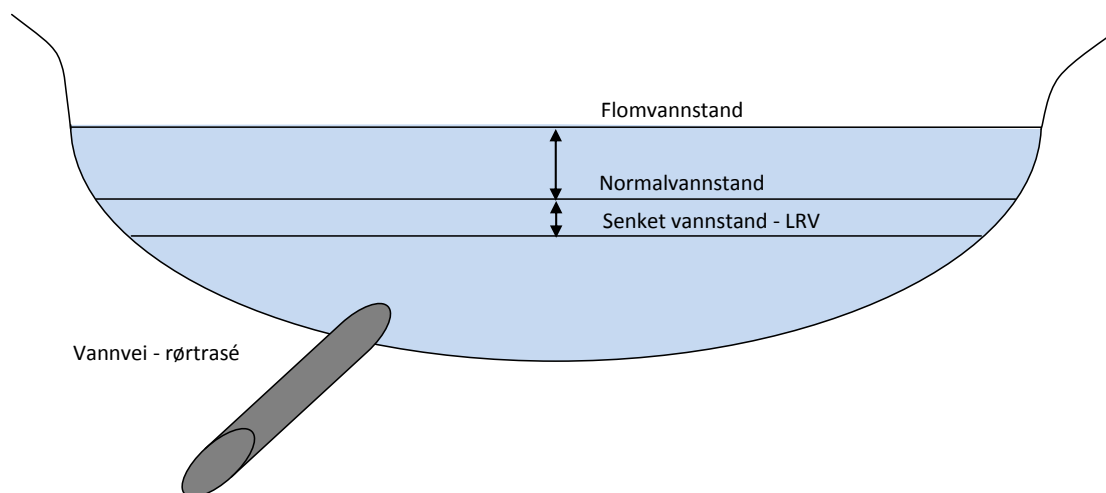 Flomvannstand
Normalvannstand
Senket vannstand - LRV
Vannvei - rørtrasé